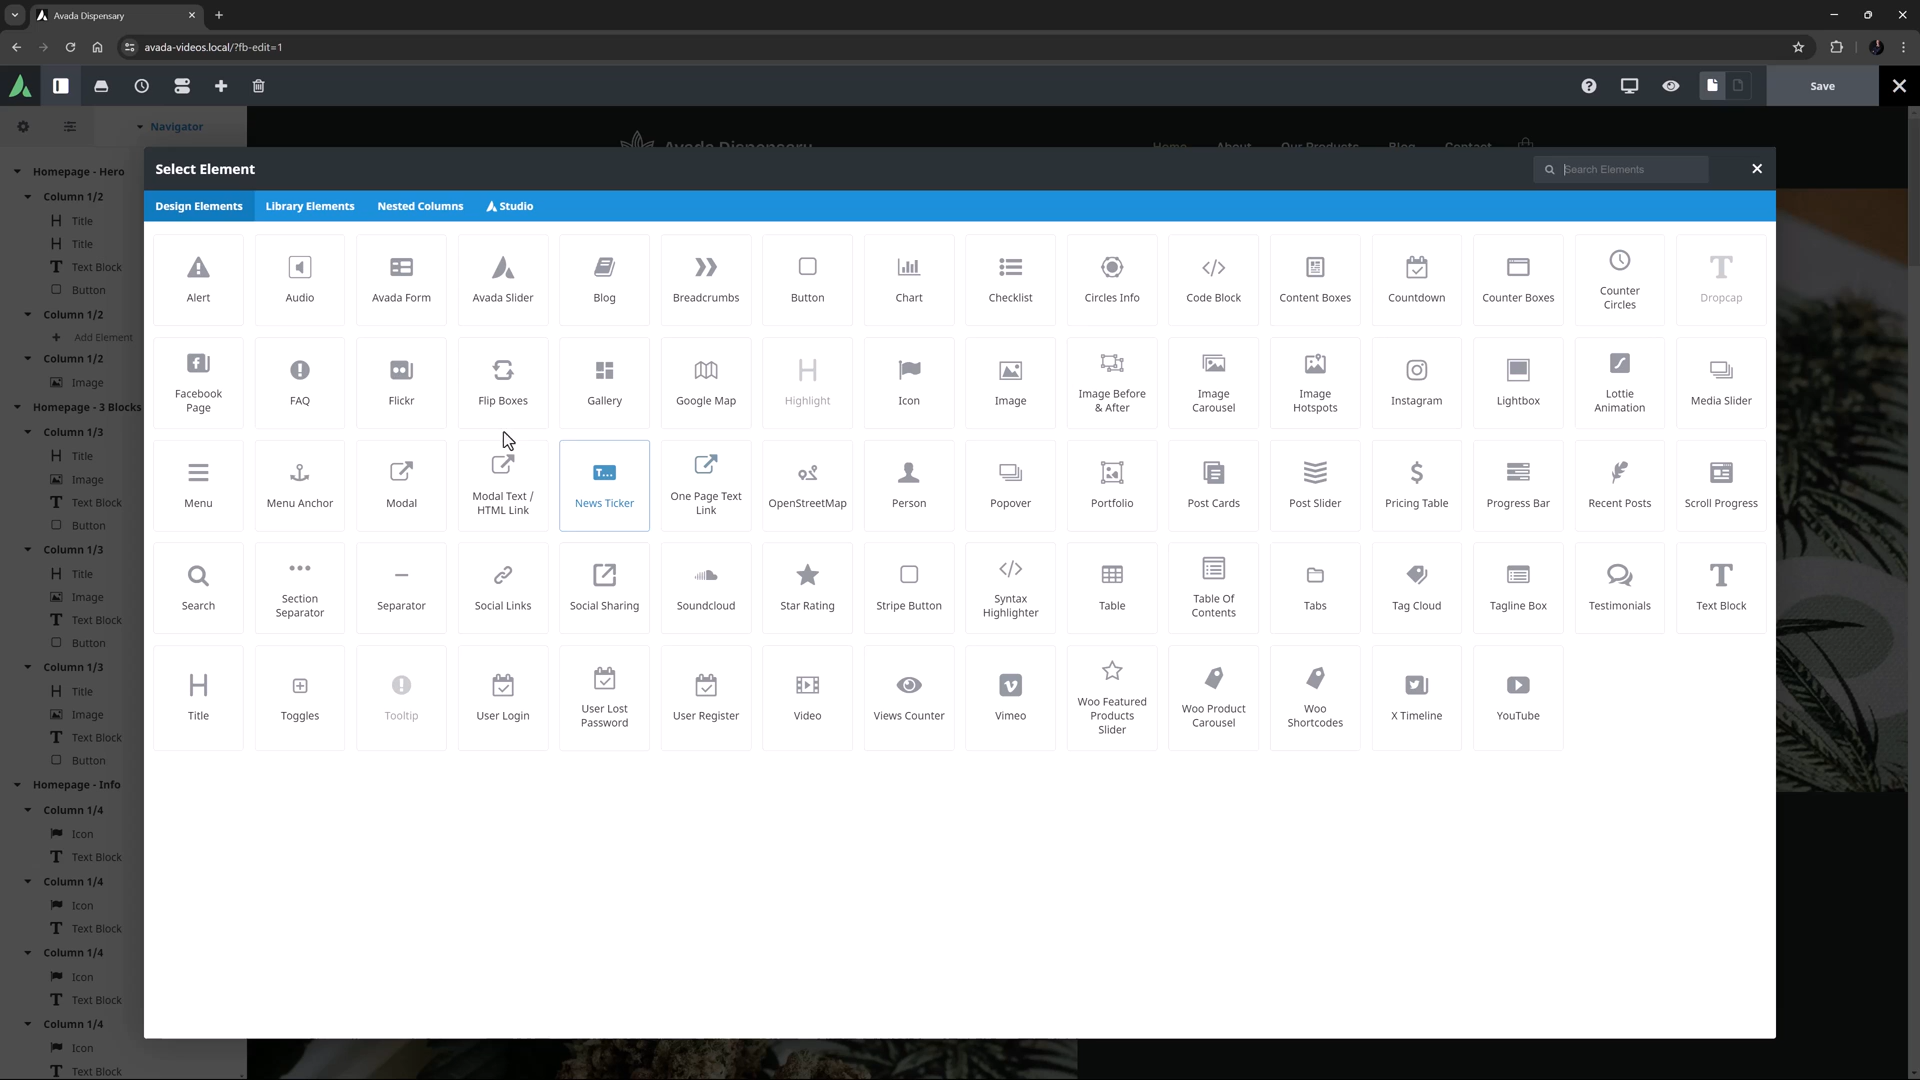 Avada Dispensary
avada-videos.local/?fb-edit=1
Save
Navigator
Avada Dispensary
Home About Our Products Blog Contact
Select Element
Search Elements
Design Elements Library Elements Nested Columns Studio
Homepage - Hero
Column 1/2
Title
Title
Text Block
Button
Column 1/2
Add Element
Column 1/2
Image
Homepage - 3 Blocks
Column 1/3
Title
Image
Text Block
Button
Column 1/3
Title
Image
Text Block
Button
Column 1/3
Title
Image
Text Block
Button
Homepage - Info
Column 1/4
Icon
Text Block
Column 1/4
Icon
Text Block
Column 1/4
Icon
Text Block
Column 1/4
Icon
Text Block
Alert
Audio
Avada Form
Avada Slider
Blog
Breadcrumbs
Button
Chart
Checklist
Circles Info
Code Block
Content Boxes
Countdown
Counter Boxes
Counter
Circles
Dropcap
Facebook
Page
FAQ
Flickr
Flip Boxes
Gallery
Google Map
Highlight
Icon
Image
Image Before
& After
Image
Carousel
Image
Hotspots
Instagram
Lightbox
Lottie
Animation
Media Slider
Menu
Menu Anchor
Modal
Modal Text /
HTML Link
T...
News Ticker
One Page Text
Link
OpenStreetMap
Person
Popover
Portfolio
Post Cards
Post Slider
Pricing Table
Progress Bar
Recent Posts
Scroll Progress
Search
Section
Separator
Separator
Social Links
Social Sharing
Soundcloud
Star Rating
Stripe Button
Syntax
Highlighter
Table
Table Of
Contents
Tabs
Tag Cloud
Tagline Box
Testimonials
Text Block
Title
Toggles
Tooltip
User Login
User Lost
Password
User Register
Video
Views Counter
Vimeo
Woo Featured
Products
Slider
Woo Product
Carousel
Woo
Shortcodes
X Timeline
YouTube